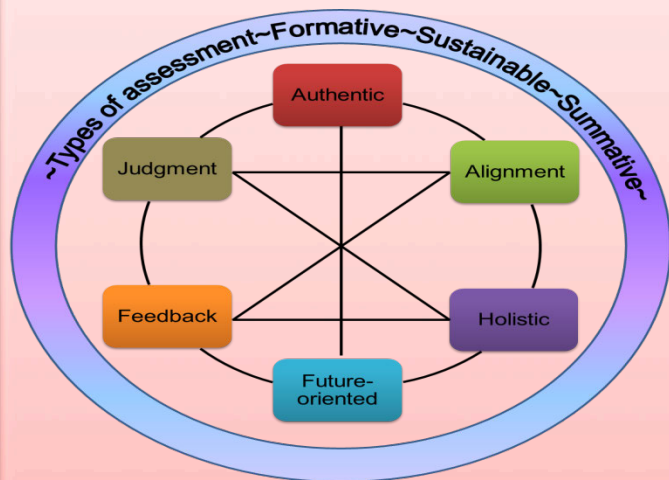 ~Types of assessment~Formative~Sustainable~Summative~
Authentic
Judgment
Alignment
Feedback
Holistic
Future-
oriented